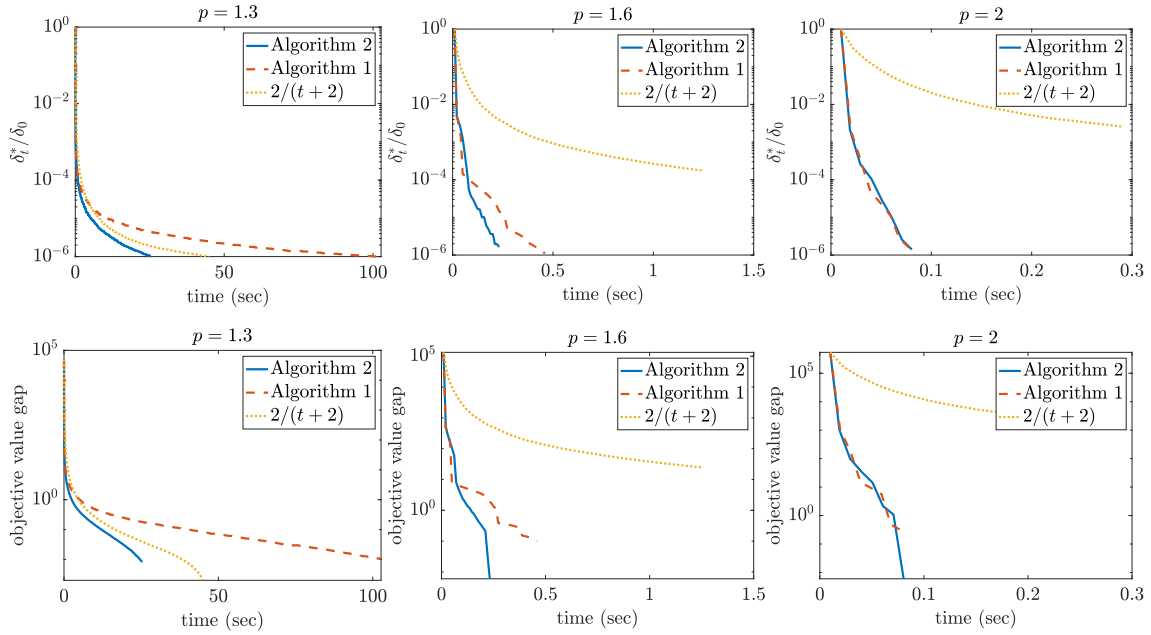 p = 1.3
10^0
10^-2
10^-4
10^-6
δ_t^*/δ_0
Algorithm 2
Algorithm 1
2/(t + 2)
0
50
100
time (sec)
p = 1.6
10^0
10^-2
10^-4
10^-6
δ_t^*/δ_0
Algorithm 2
Algorithm 1
2/(t + 2)
0
0.5
1
1.5
time (sec)
p = 2
10^0
10^-2
10^-4
10^-6
δ_t^*/δ_0
Algorithm 2
Algorithm 1
2/(t + 2)
0
0.1
0.2
0.3
time (sec)
p = 1.3
10^5
10^0
objective value gap
Algorithm 2
Algorithm 1
2/(t + 2)
0
50
100
time (sec)
p = 1.6
10^5
10^0
objective value gap
Algorithm 2
Algorithm 1
2/(t + 2)
0
0.5
1
1.5
time (sec)
p = 2
10^5
10^0
objective value gap
Algorithm 2
Algorithm 1
2/(t + 2)
0
0.1
0.2
0.3
time (sec)